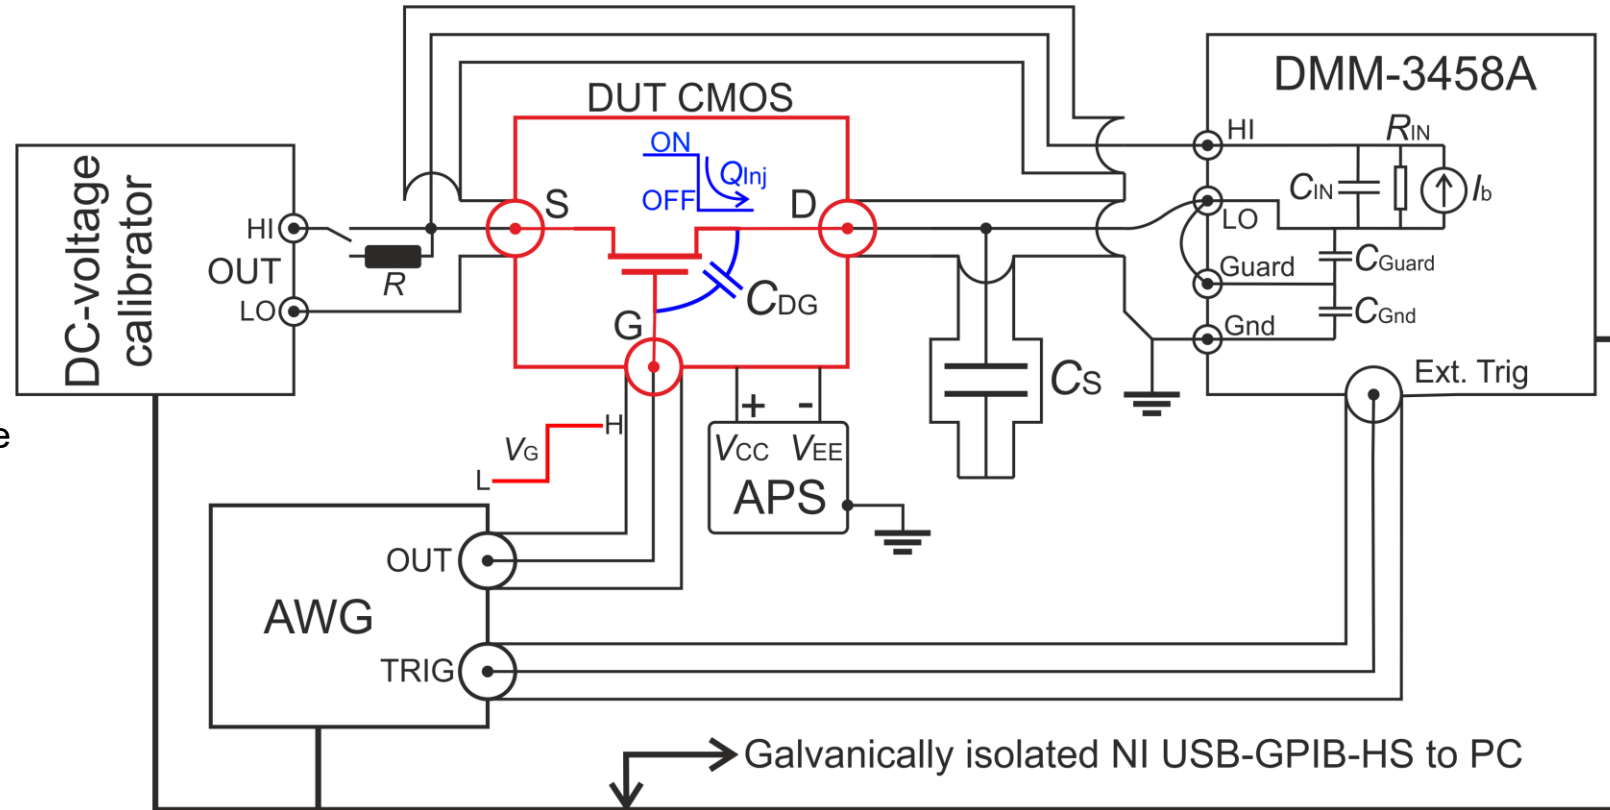 DMM-3458A
DUT CMOS
HI
RIN
ON
QInj
OFF
S
D
CIN
Ib
DC-voltage
calibrator
HI
OUT
LO
R
LO
Guard
CGuard
CDG
G
Gnd
CGnd
CS
Ext. Trig
+ -
H
VG
L
VCC VEE
APS
e
OUT
AWG
TRIG
Galvanically isolated NI USB-GPIB-HS to PC